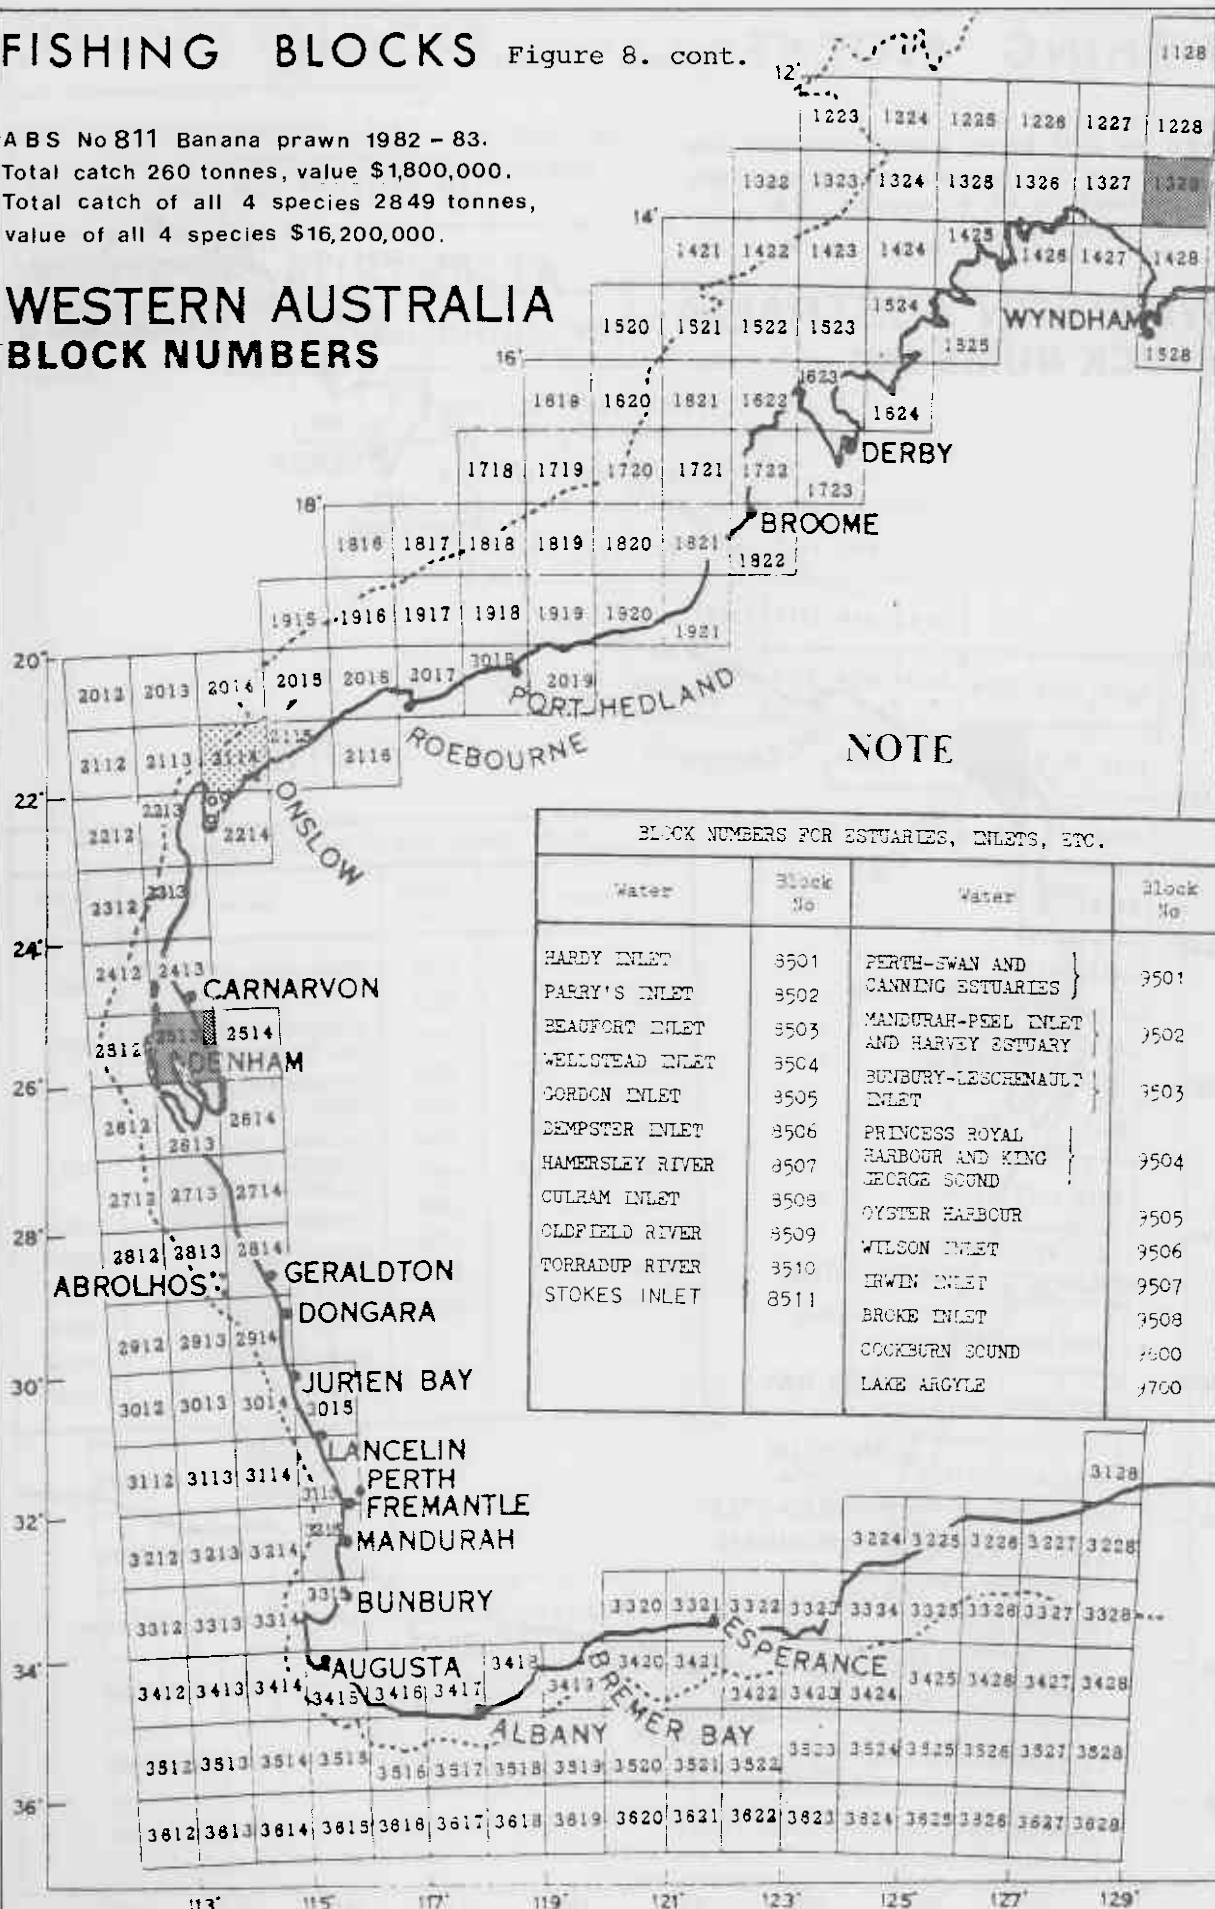 FISHING BLOCKS Figure 8. cont.
ABS No 811 Banana prawn 1982 - 83.
Total catch 260 tonnes, value $1,800,000.
Total catch of all 4 species 2849 tonnes,
value of all 4 species $16,200,000.
WESTERN AUSTRALIA
BLOCK NUMBERS
1128
12°
1223 1224 1225 1226 1227 1228
1322 1323 1324 1325 1326 1327 1328
14°
1421 1422 1423 1424 1425 1426 1427 1428
1520 1521 1522 1523 1524 1525 WYNDHAM 1528
16°
1619 1620 1621 1622 1623 1624
DERBY
1718 1719 1720 1721 1722 1723
18°
BROOME
1816 1817 1818 1819 1820 1821 1822
1915 1916 1917 1918 1919 1920 1921
20°
2012 2013 2014 2015 2016 2017 2018 2019
PORT HEDLAND
ROEBOURNE
2112 2113 2114 2115 2116
ONSLOW
22°
2212 2213 2214
2312 2313
24°
2412 2413
CARNARVON
2512 2513 2514
DENHAM
26°
2612 2613 2614
2712 2713 2714
28°
2812 2813 2814
ABROLHOS
GERALDTON
DONGARA
2912 2913 2914
30°
JURIEN BAY
3012 3013 3014 3015
LANCELIN
3112 3113 3114 3115
PERTH
FREMANTLE
32°
3212 3213 3214 3215
MANDURAH
3312 3313 3314 3315
BUNBURY
34°
AUGUSTA
3412 3413 3414 3415 3416 3417 3418 3419 3420 3421 3422 3423 3424 3425 3426 3427 3428
ALBANY
BREMER BAY
ESPERANCE
3128
3224 3225 3226 3227 3228
3320 3321 3322 3323 3324 3325 3326 3327 3328
3512 3513 3514 3515 3516 3517 3518 3519 3520 3521 3522 3523 3524 3525 3526 3527 3528
36°
3612 3613 3614 3615 3616 3617 3618 3619 3620 3621 3622 3623 3624 3625 3626 3627 3628
113° 115° 117° 119° 121° 123° 125° 127° 129°
NOTE
BLOCK NUMBERS FOR ESTUARIES, INLETS, ETC.
Water Block No Water Block No
HARDY INLET 8501
PARRY'S INLET 8502
BEAUFORT INLET 8503
WELLSTEAD INLET 8504
GORDON INLET 8505
DEMPSTER INLET 8506
HAMERSLEY RIVER 8507
CULHAM INLET 8508
OLDFIELD RIVER 8509
TORRADUP RIVER 8510
STOKES INLET 8511
PERTH-SWAN AND
CANNING ESTUARIES } 9501
MANDURAH-PEEL INLET
AND HARVEY ESTUARY } 9502
BUNBURY-LESCHENAULT
INLET } 9503
PRINCESS ROYAL
HARBOUR AND KING
GEORGE SOUND } 9504
OYSTER HARBOUR 9505
WILSON INLET 9506
IRWIN INLET 9507
BROKE INLET 9508
COCKBURN SOUND 9600
LAKE ARGYLE 9700